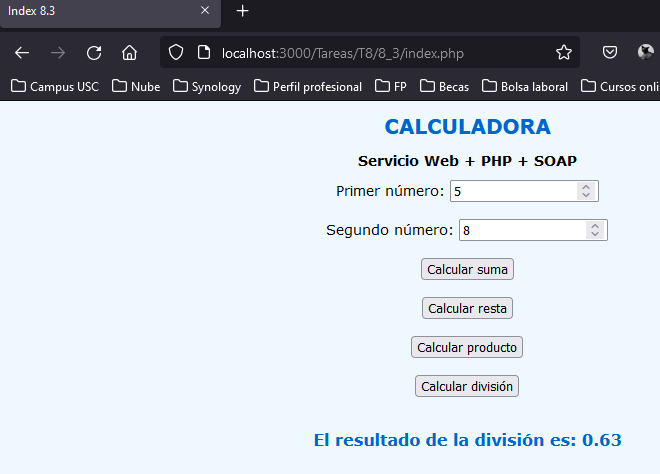 Index 8.3
localhost:3000/Tareas/T8/8_3/index.php
Campus USC Nube Synology Perfil profesional FP Becas Bolsa laboral Cursos onli
CALCULADORA
Servicio Web + PHP + SOAP
Primer número: 5
Segundo número: 8
Calcular suma
Calcular resta
Calcular producto
Calcular división
El resultado de la división es: 0.63